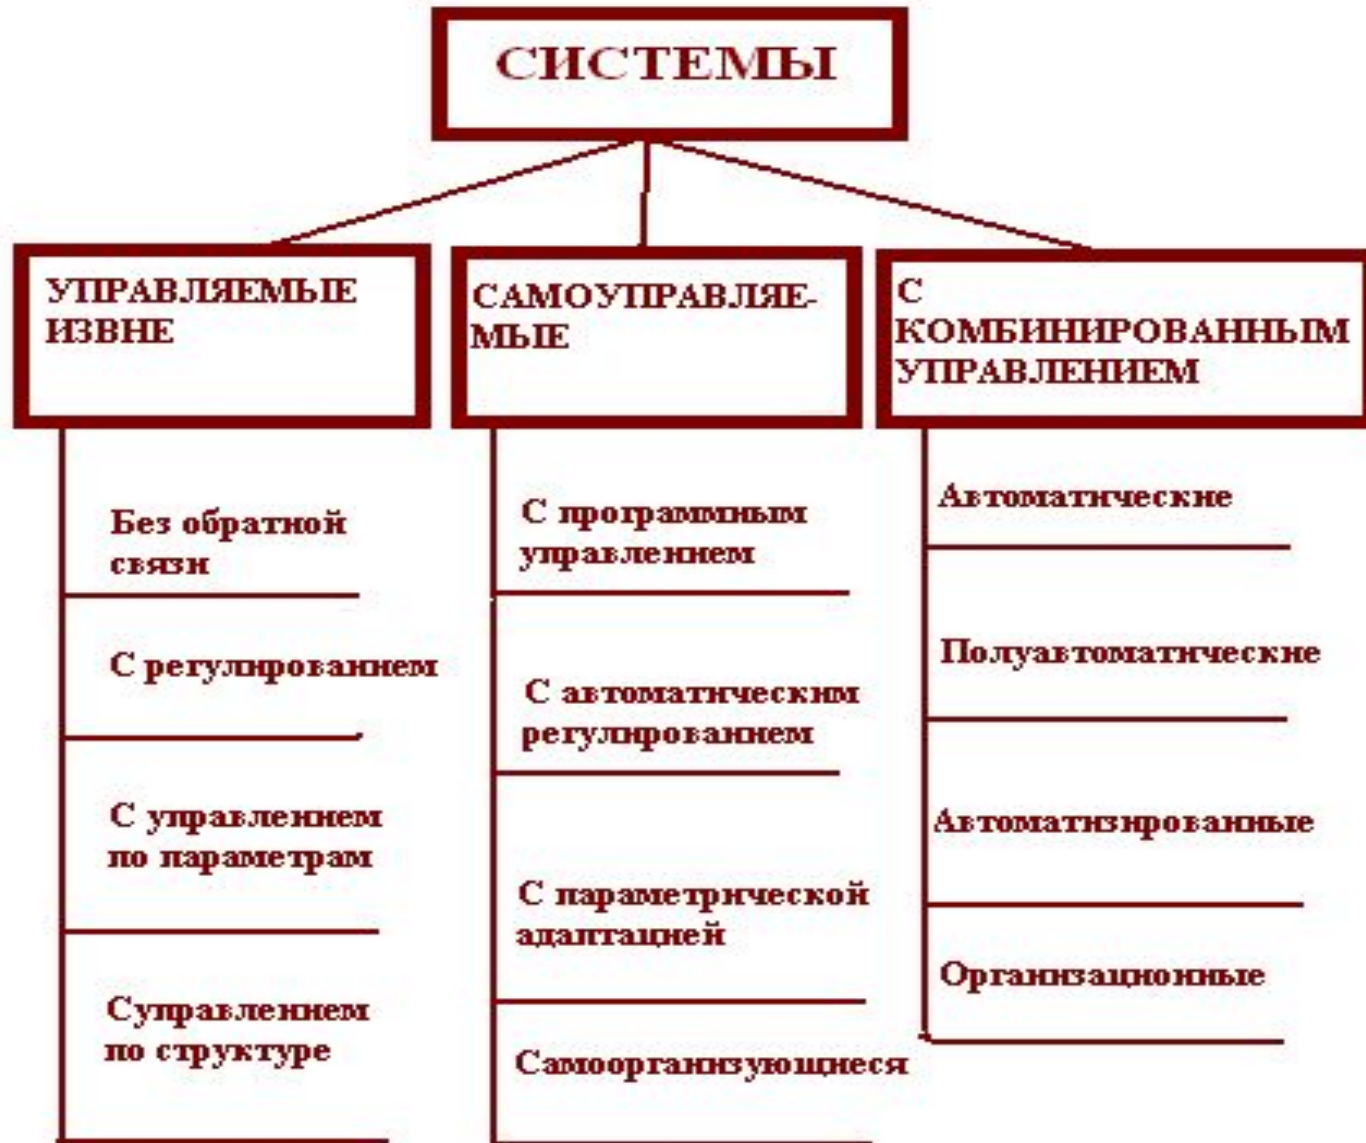 СИСТЕМЫ
УПРАВЛЯЕМЫЕ
ИЗВНЕ
Без обратной
связи
С регулированием
С управлением
по параметрам
Суправлением
по структуре
САМОУПРАВЛЯЕ-
МЫЕ
С программным
управлением
С автоматическим
регулированием
С параметрической
адаптацией
Самоорганизующиеся
С
КОМБИНИРОВАННЫМ
УПРАВЛЕНИЕМ
Автоматические
Полуавтоматические
Автоматизированные
Организационные